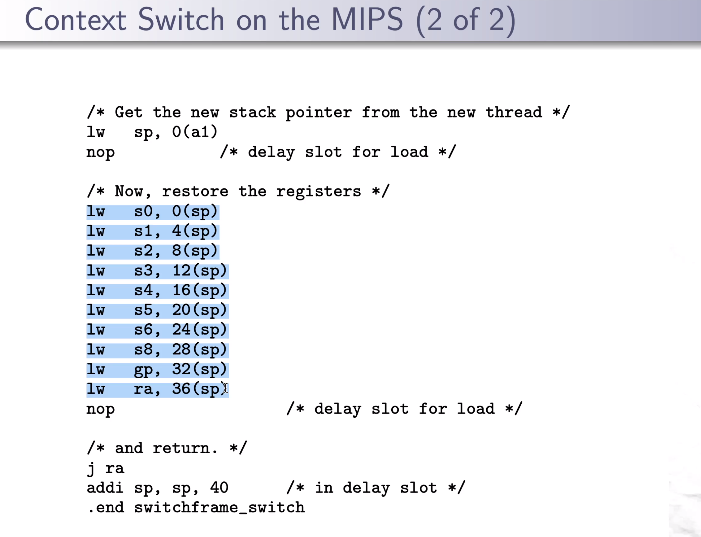 Context Switch on the MIPS (2 of 2)
/* Get the new stack pointer from the new thread */
lw sp, 0(a1)
nop /* delay slot for load */
/* Now, restore the registers */
lw s0, 0(sp)
lw s1, 4(sp)
lw s2, 8(sp)
lw s3, 12(sp)
lw s4, 16(sp)
lw s5, 20(sp)
lw s6, 24(sp)
lw s8, 28(sp)
lw gp, 32(sp)
lw ra, 36(sp)
nop /* delay slot for load */
/* and return. */
j ra
addi sp, sp, 40 /* in delay slot */
.end switchframe_switch